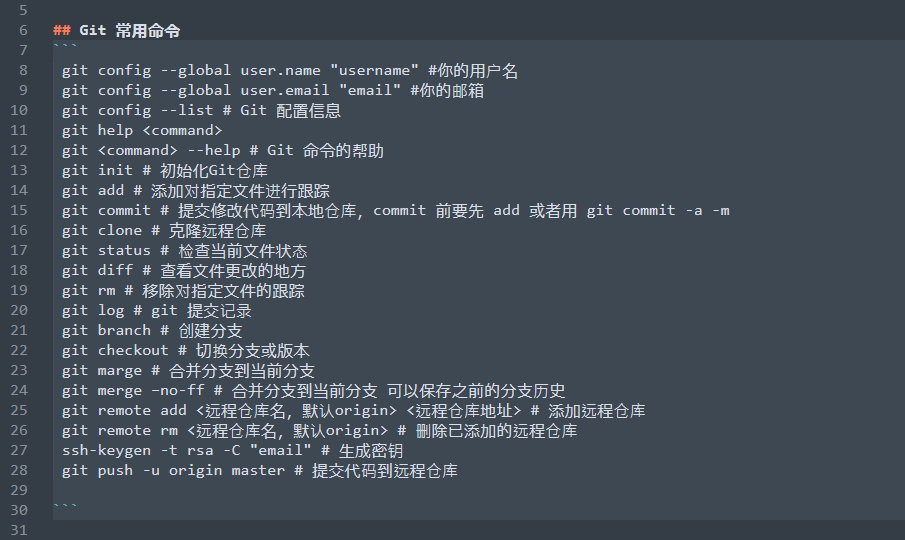 5
6 ## Git 常用命令
7 ```
8 git config --global user.name "username" #你的用户名
9 git config --global user.email "email" #你的邮箱
10 git config --list # Git 配置信息
11 git help <command>
12 git <command> --help # Git 命令的帮助
13 git init # 初始化Git仓库
14 git add # 添加对指定文件进行跟踪
15 git commit # 提交修改代码到本地仓库，commit 前要先 add 或者用 git commit -a -m
16 git clone # 克隆远程仓库
17 git status # 检查当前文件状态
18 git diff # 查看文件更改的地方
19 git rm # 移除对指定文件的跟踪
20 git log # git 提交记录
21 git branch # 创建分支
22 git checkout # 切换分支或版本
23 git marge # 合并分支到当前分支
24 git merge –no-ff # 合并分支到当前分支 可以保存之前的分支历史
25 git remote add <远程仓库名，默认origin> <远程仓库地址> # 添加远程仓库
26 git remote rm <远程仓库名，默认origin> # 删除已添加的远程仓库
27 ssh-keygen -t rsa -C "email" # 生成密钥
28 git push -u origin master # 提交代码到远程仓库
29
30 ```
31